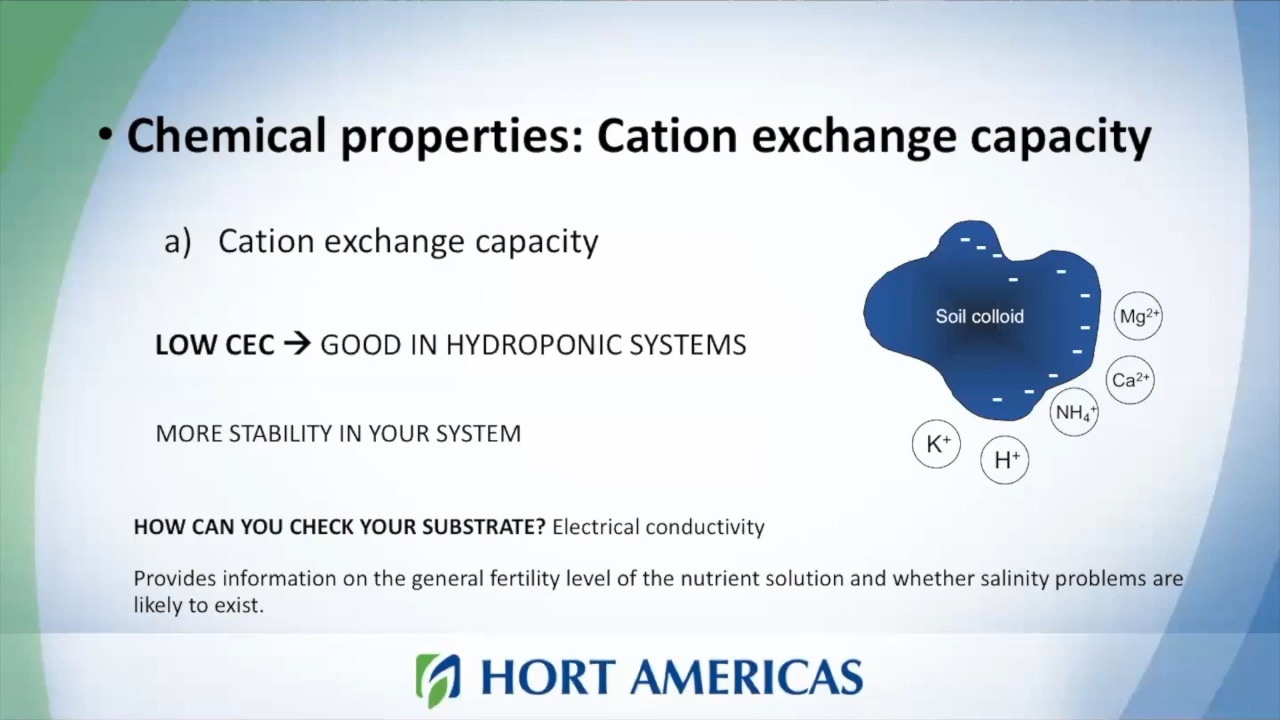 • Chemical properties: Cation exchange capacity
a) Cation exchange capacity
LOW CEC → GOOD IN HYDROPONIC SYSTEMS
MORE STABILITY IN YOUR SYSTEM
Soil colloid
Mg²⁺
Ca²⁺
NH₄⁺
K⁺
H⁺
HOW CAN YOU CHECK YOUR SUBSTRATE? Electrical conductivity
Provides information on the general fertility level of the nutrient solution and whether salinity problems are
likely to exist.
HORT AMERICAS